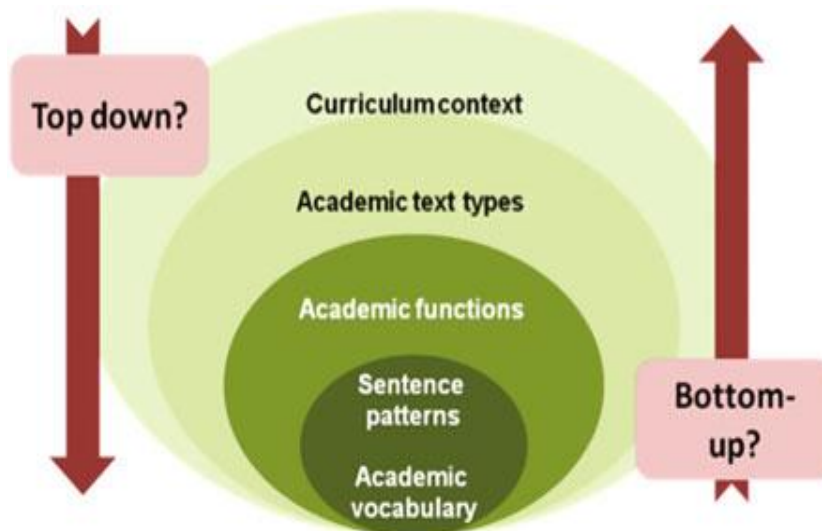 Top down?
Curriculum context
Academic text types
Academic functions
Sentence
patterns
Academic
vocabulary
Bottom-
up?